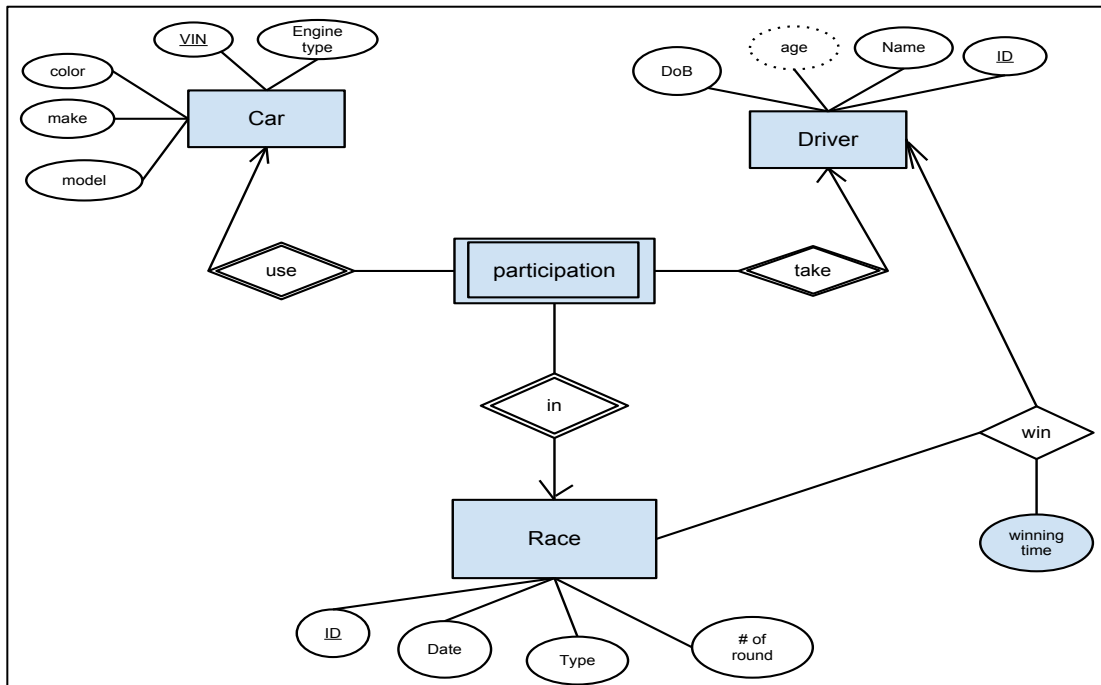 VIN
Engine
type
color
make
model
Car
age
Name
ID
DoB
Driver
use
participation
take
in
win
Race
winning
time
ID
Date
Type
# of
round